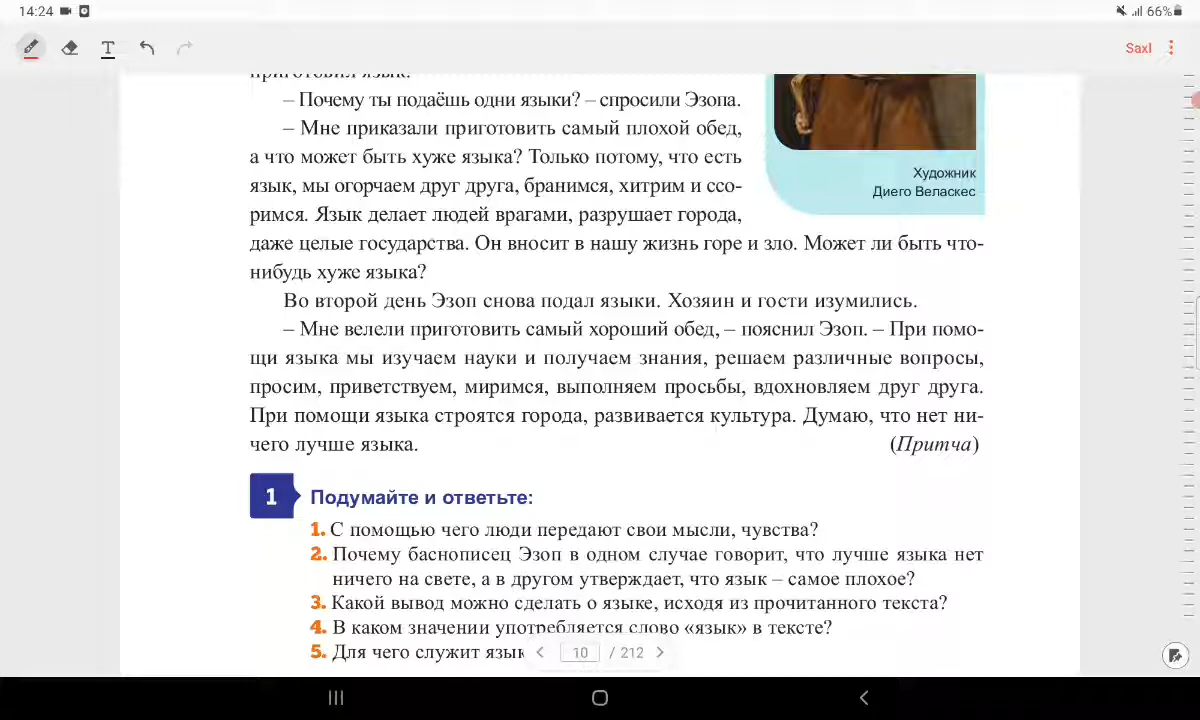 14:24
66%
Saxl
приготовил язык.
– Почему ты подаёшь одни языки? – спросили Эзопа.
– Мне приказали приготовить самый плохой обед,
а что может быть хуже языка? Только потому, что есть
язык, мы огорчаем друг друга, бранимся, хитрим и ссо-
римся. Язык делает людей врагами, разрушает города,
даже целые государства. Он вносит в нашу жизнь горе и зло. Может ли быть что-
нибудь хуже языка?
Художник
Диего Веласкес
Во второй день Эзоп снова подал языки. Хозяин и гости изумились.
– Мне велели приготовить самый хороший обед, – пояснил Эзоп. – При помо-
щи языка мы изучаем науки и получаем знания, решаем различные вопросы,
просим, приветствуем, миримся, выполняем просьбы, вдохновляем друг друга.
При помощи языка строятся города, развивается культура. Думаю, что нет ни-
чего лучше языка. (Притча)
1 Подумайте и ответьте:
1. С помощью чего люди передают свои мысли, чувства?
2. Почему баснописец Эзоп в одном случае говорит, что лучше языка нет
ничего на свете, а в другом утверждает, что язык – самое плохое?
3. Какой вывод можно сделать о языке, исходя из прочитанного текста?
4. В каком значении употребляется слово «язык» в тексте?
5. Для чего служит язык
10 / 212